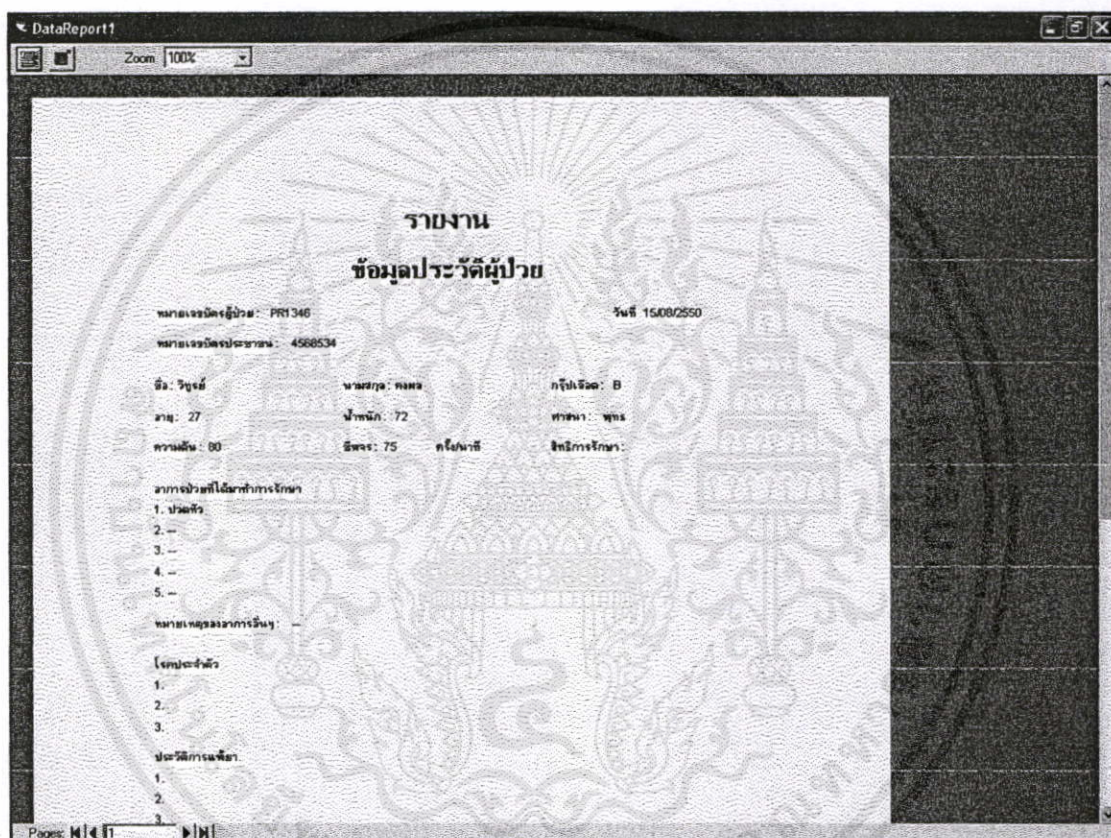 DataReport1
Zoom 100%
รายงาน
ข้อมูลประวัติผู้ป่วย
หมายเลขบัตรผู้ป่วย: PR1346 วันที่ 15/08/2550
หมายเลขบัตรประชาชน: 4568534
ชื่อ: วิฑูรย์ นามสกุล: กรุ๊ปเลือด: B
อายุ: 27 น้ำหนัก: 72 ศาสนา: พุทธ
ความดัน: 80 ชีพจร: 75 ครั้ง/นาที สิทธิการรักษา:
อาการป่วยที่ได้มาทำการรักษา
1. ปวดหัว
2. --
3. --
4. --
5. --
หมายเหตุของอาการอื่นๆ: --
โรคประจำตัว
1.
2.
3.
ประวัติการแพ้ยา
1.
2.
3.
Pages: 1